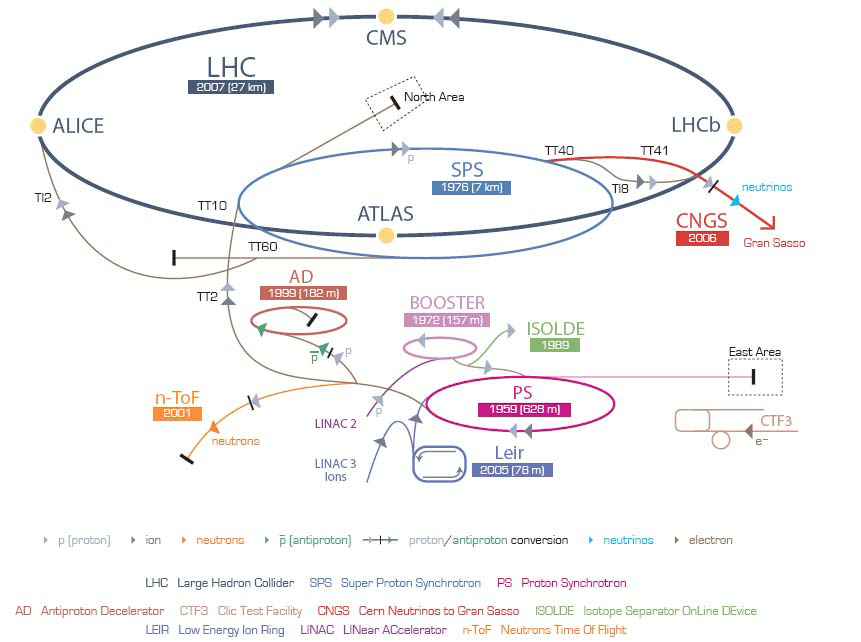 CMS
LHC
2007 (27 km)
North Area
ALICE
LHCb
p
SPS
1976 (7 km)
TT40
TT41
TI8
neutrinos
TI2
TT10
ATLAS
CNGS
2006
Gran Sasso
TT60
AD
1999 (182 m)
TT2
BOOSTER
1972 (157 m)
ISOLDE
1989
p̅
p
East Area
n-ToF
2001
PS
1959 (628 m)
p
LINAC 2
neutrons
CTF3
e⁻
LINAC 3
Ions
Leir
2005 (78 m)
p (proton) ion neutrons p̅ (antiproton) proton/antiproton conversion neutrinos electron
LHC Large Hadron Collider SPS Super Proton Synchrotron PS Proton Synchrotron
AD Antiproton Decelerator CTF3 Clic Test Facility CNGS Cern Neutrinos to Gran Sasso ISOLDE Isotope Separator OnLine DEvice
LEIR Low Energy Ion Ring LINAC LINear ACcelerator n-ToF Neutrons Time Of Flight